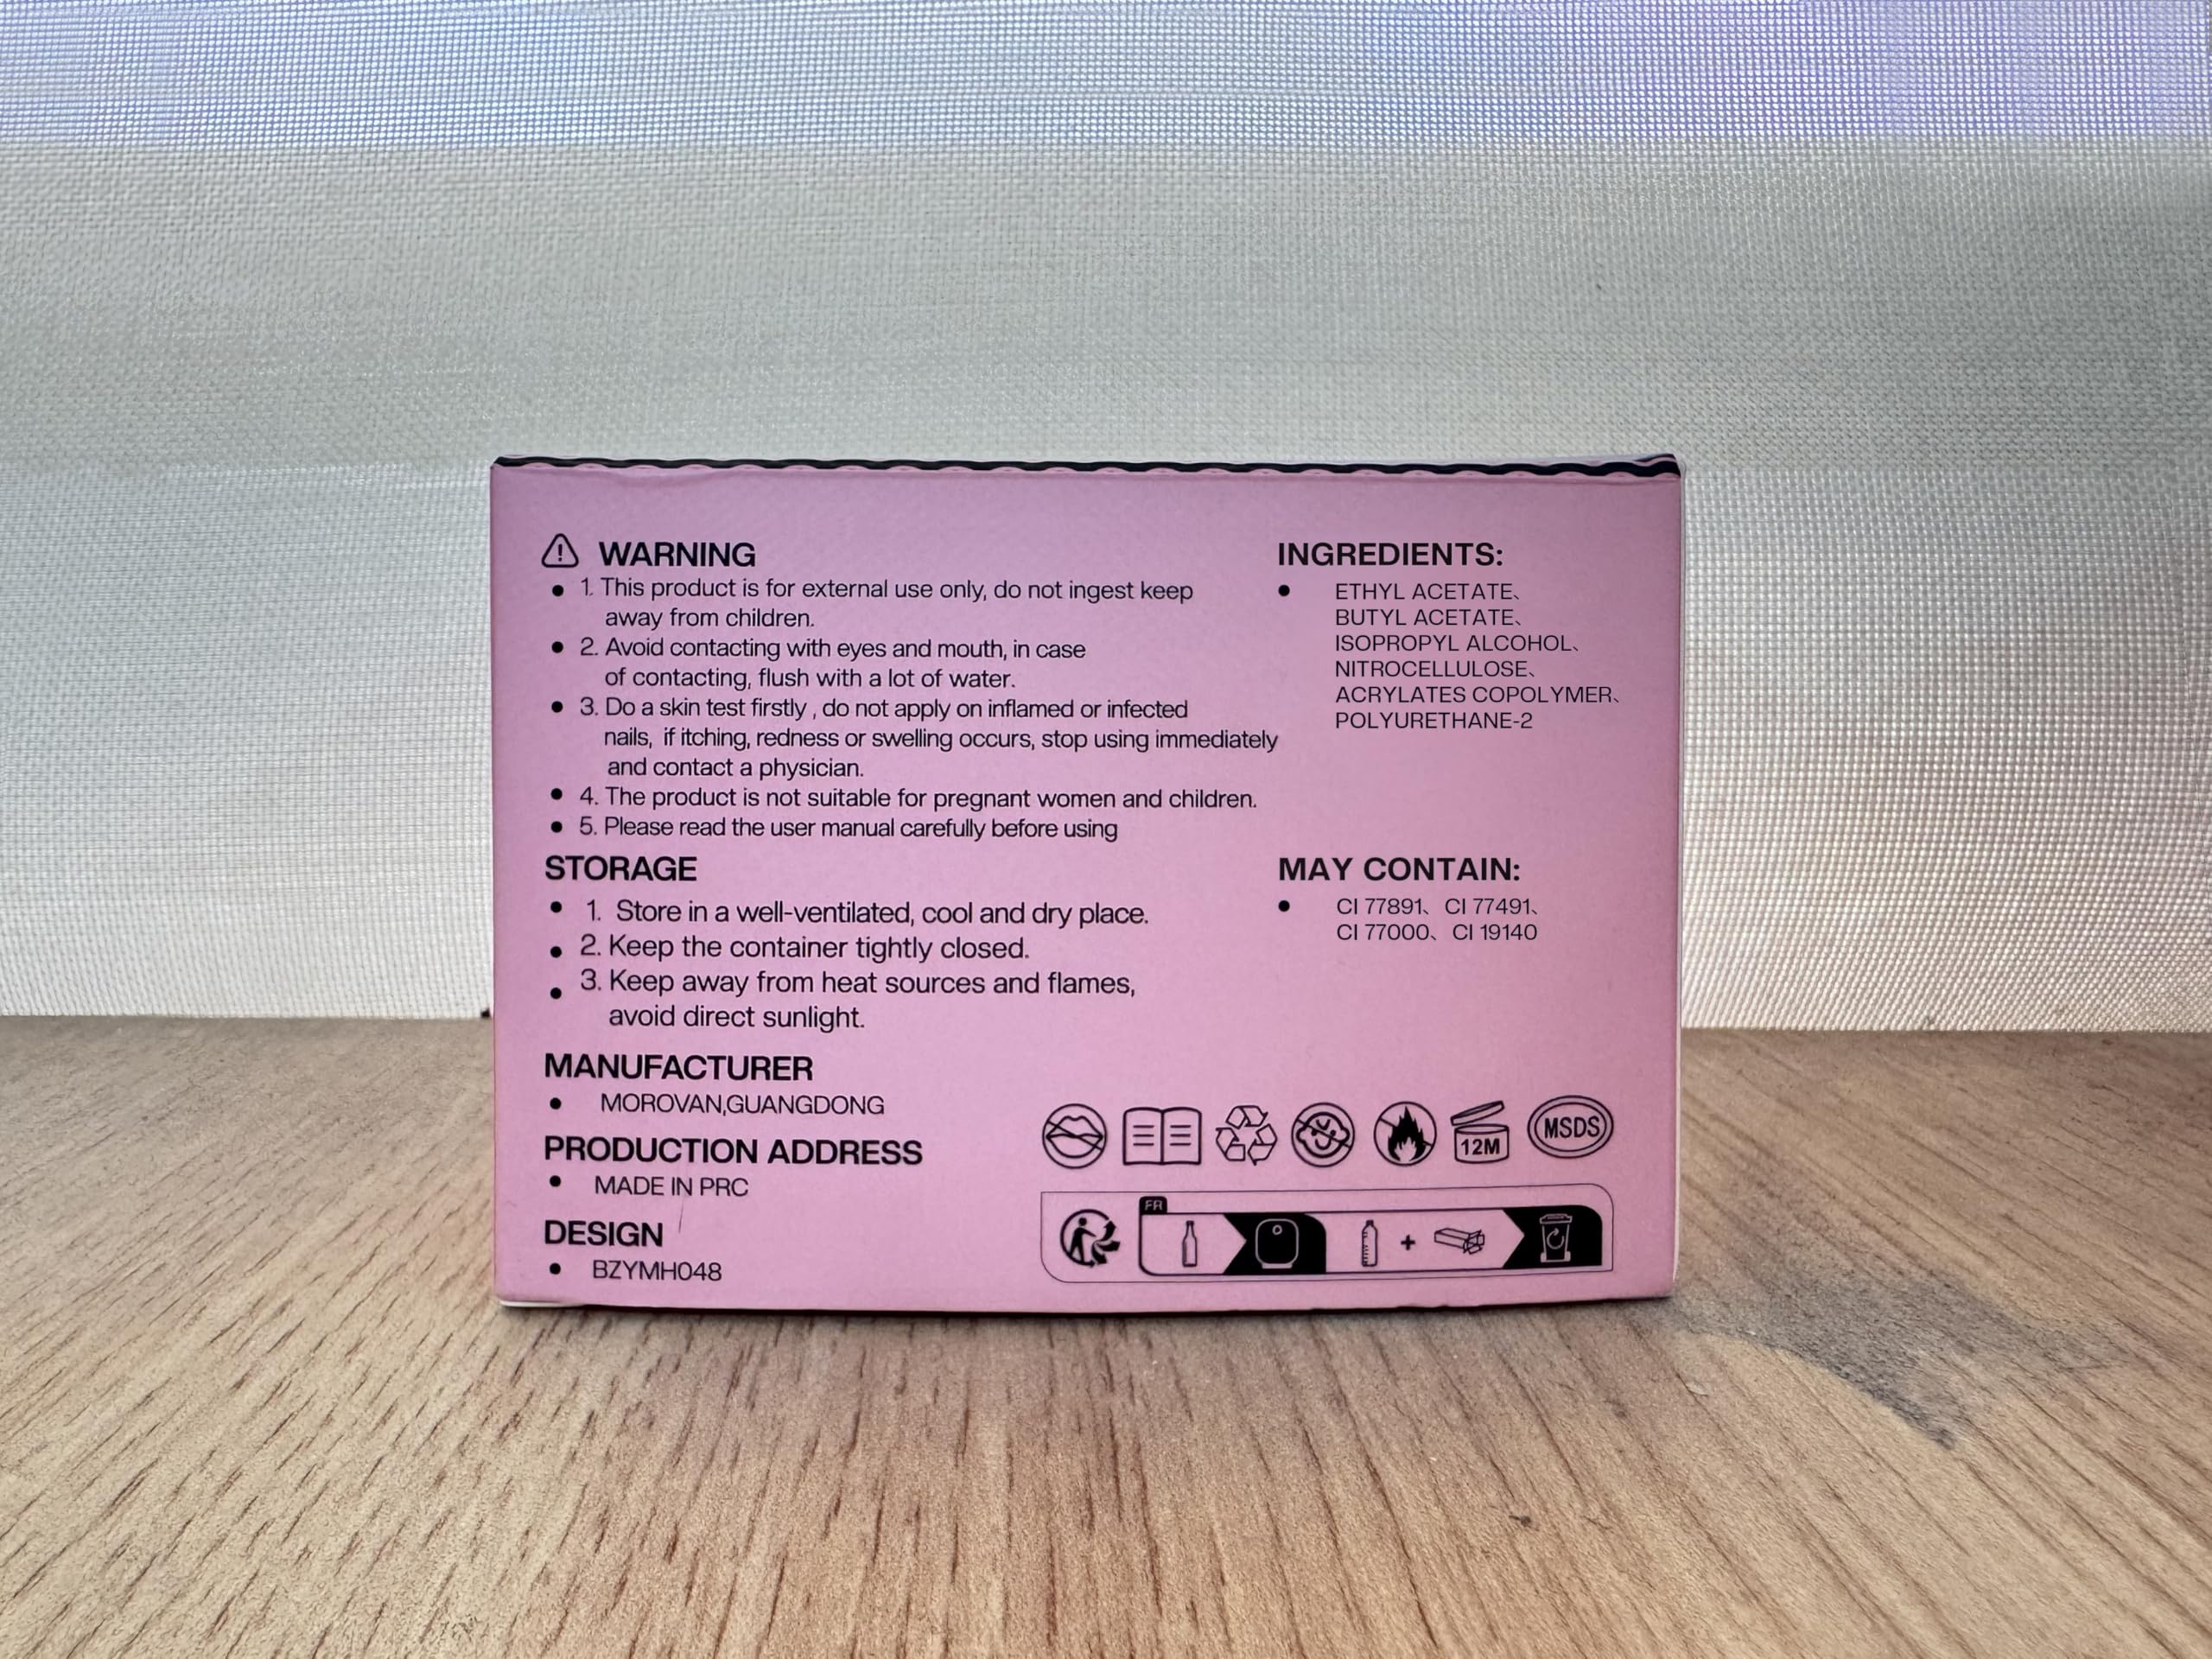 WARNING
• 1. This product is for external use only, do not ingest keep
away from children.
• 2. Avoid contacting with eyes and mouth, in case
of contacting, flush with a lot of water.
• 3. Do a skin test firstly , do not apply on inflamed or infected
nails, if itching, redness or swelling occurs, stop using immediately
and contact a physician.
• 4. The product is not suitable for pregnant women and children.
• 5. Please read the user manual carefully before using
STORAGE
• 1. Store in a well-ventilated, cool and dry place.
• 2. Keep the container tightly closed.
• 3. Keep away from heat sources and flames,
avoid direct sunlight.
MANUFACTURER
• MOROVAN,GUANGDONG
PRODUCTION ADDRESS
• MADE IN PRC
DESIGN
• BZYMH048
INGREDIENTS:
• ETHYL ACETATE、
BUTYL ACETATE、
ISOPROPYL ALCOHOL、
NITROCELLULOSE、
ACRYLATES COPOLYMER、
POLYURETHANE-2
MAY CONTAIN:
• CI 77891、CI 77491、
CI 77000、CI 19140
12M
MSDS
FR
+